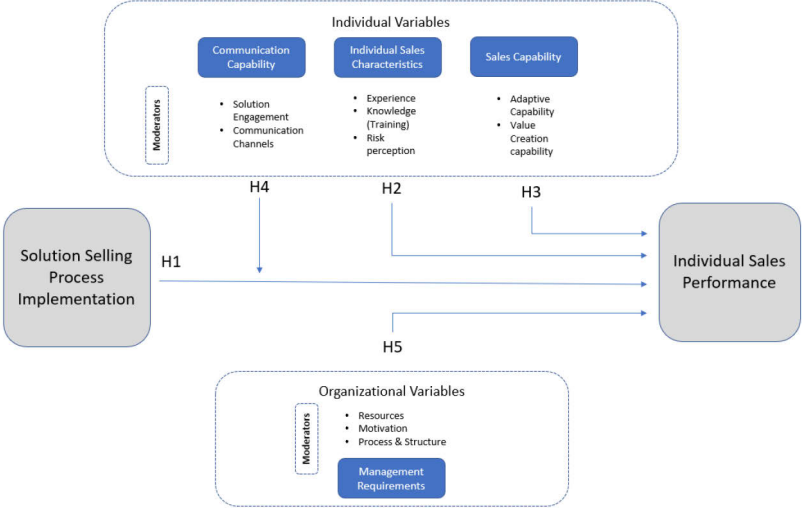 Individual Variables
Communication
Capability
Individual Sales
Characteristics
Sales Capability
Moderators
• Solution
Engagement
• Communication
Channels
• Experience
• Knowledge
(Training)
• Risk
perception
• Adaptive
Capability
• Value
Creation
capability
H4
H2
H3
Solution Selling
Process
Implementation
H1
Individual Sales
Performance
H5
Organizational Variables
Moderators
• Resources
• Motivation
• Process & Structure
Management
Requirements